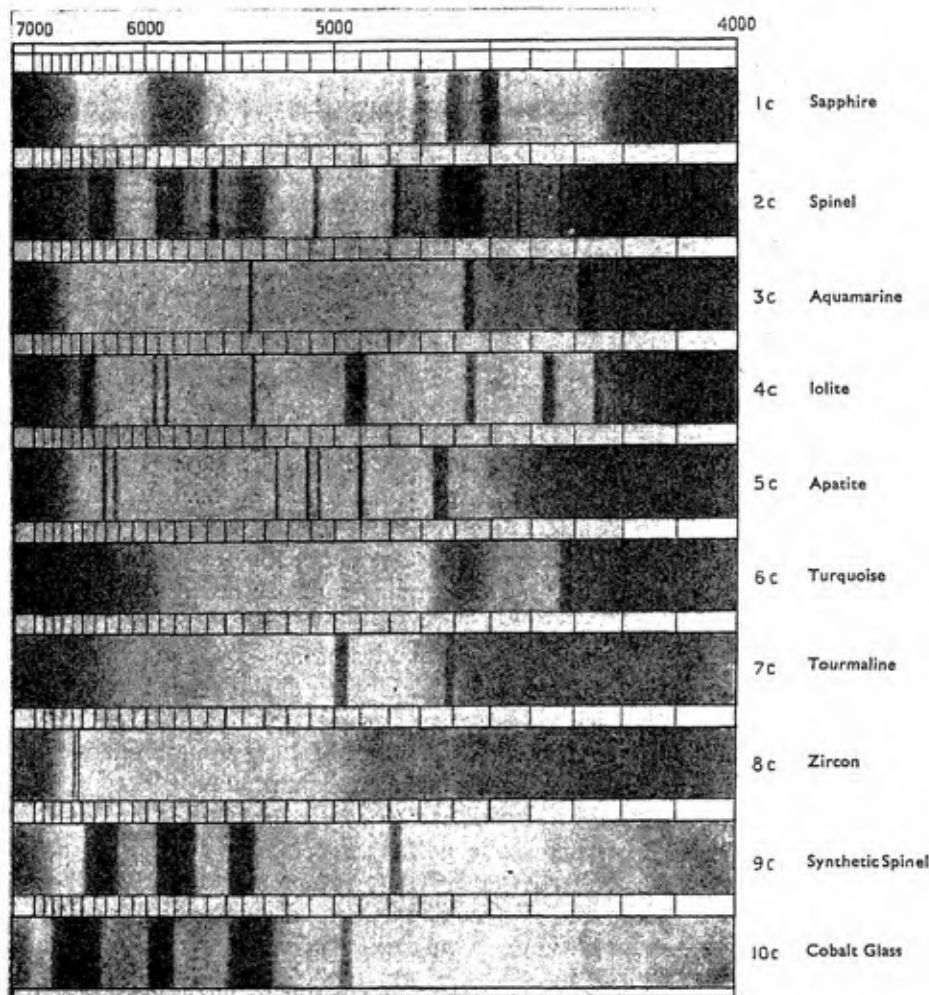 7000 6000 5000 4000
1c Sapphire
2c Spinel
3c Aquamarine
4c Iolite
5c Apatite
6c Turquoise
7c Tourmaline
8c Zircon
9c Synthetic Spinel
10c Cobalt Glass